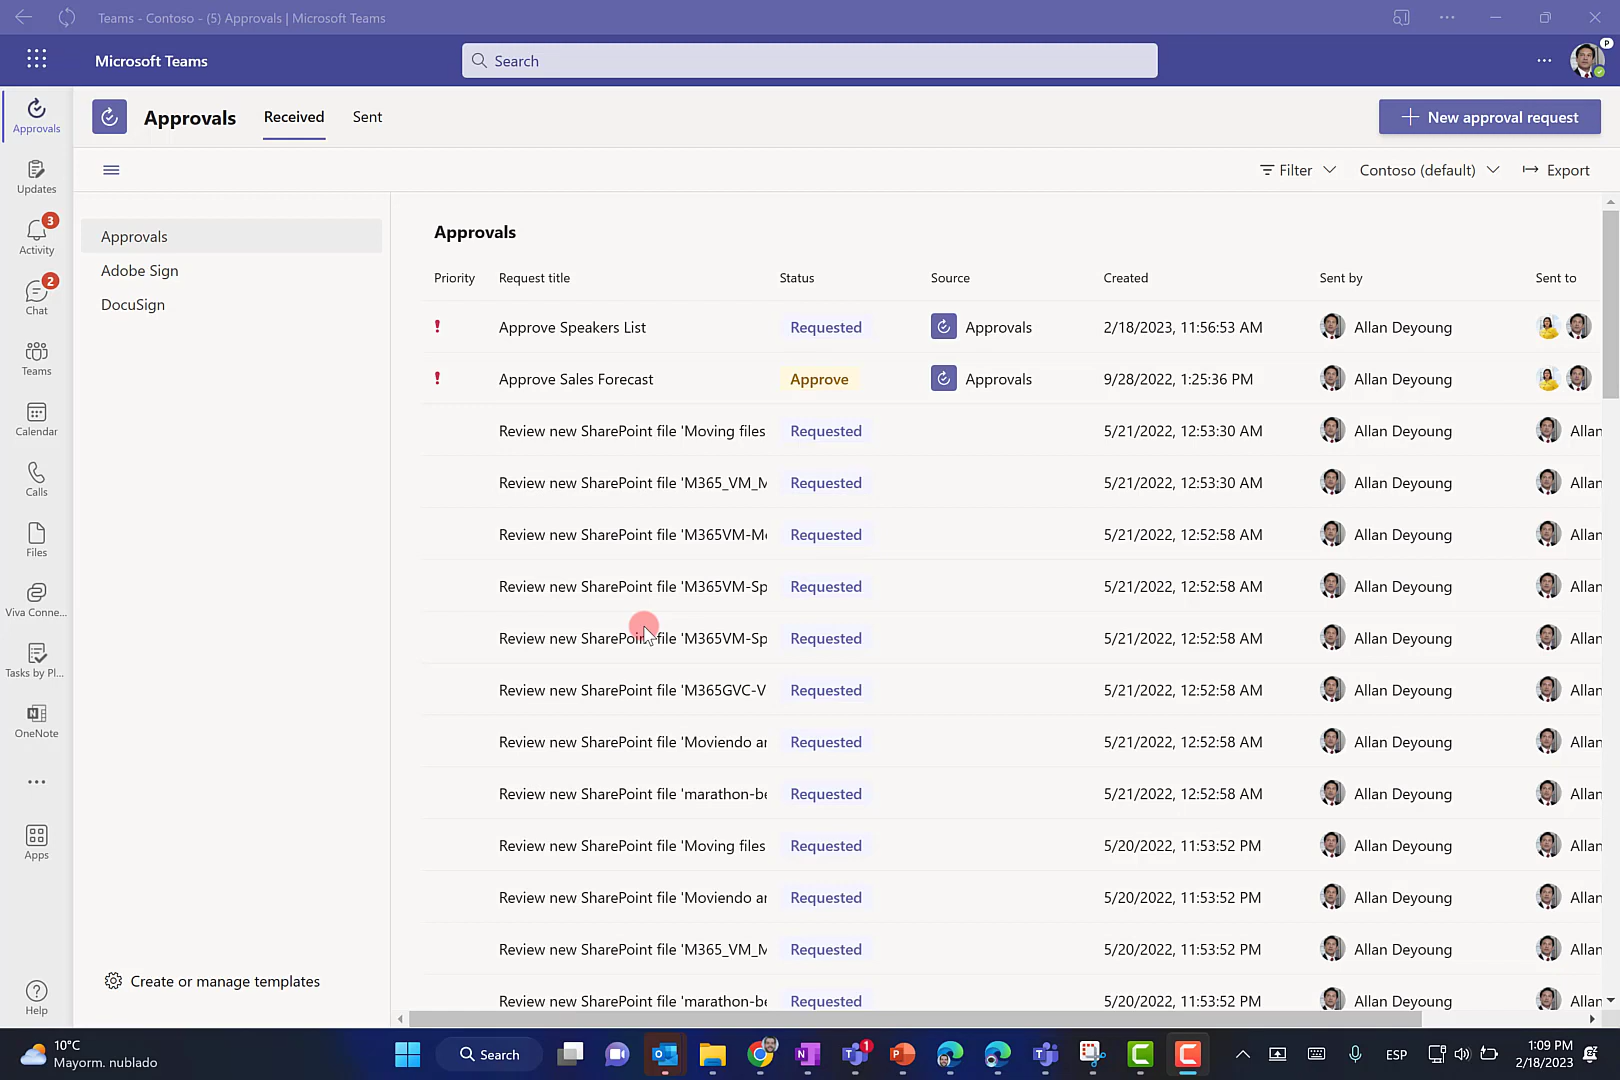 Teams - Contoso - (5) Approvals | Microsoft Teams
Microsoft Teams
Search
P
Approvals
Updates
3
Activity
2
Chat
Teams
Calendar
Calls
Files
Viva Conne...
Tasks by Pl...
OneNote
Apps
Help
Approvals
Received
Sent
New approval request
Filter
Contoso (default)
Export
Approvals
Adobe Sign
DocuSign
Create or manage templates
Approvals
Priority Request title Status Source Created Sent by Sent to
! Approve Speakers List Requested Approvals 2/18/2023, 11:56:53 AM Allan Deyoung
! Approve Sales Forecast Approve Approvals 9/28/2022, 1:25:36 PM Allan Deyoung
Review new SharePoint file 'Moving files Requested 5/21/2022, 12:53:30 AM Allan Deyoung Allan
Review new SharePoint file 'M365_VM_M Requested 5/21/2022, 12:53:30 AM Allan Deyoung Allan
Review new SharePoint file 'M365VM-Mo Requested 5/21/2022, 12:52:58 AM Allan Deyoung Allan
Review new SharePoint file 'M365VM-Sp Requested 5/21/2022, 12:52:58 AM Allan Deyoung Allan
Review new SharePoint file 'M365VM-Sp Requested 5/21/2022, 12:52:58 AM Allan Deyoung Allan
Review new SharePoint file 'M365GVC-V Requested 5/21/2022, 12:52:58 AM Allan Deyoung Allan
Review new SharePoint file 'Moviendo ar Requested 5/21/2022, 12:52:58 AM Allan Deyoung Allan
Review new SharePoint file 'marathon-be Requested 5/21/2022, 12:52:58 AM Allan Deyoung Allan
Review new SharePoint file 'Moving files Requested 5/20/2022, 11:53:52 PM Allan Deyoung Allan
Review new SharePoint file 'Moviendo ar Requested 5/20/2022, 11:53:52 PM Allan Deyoung Allan
Review new SharePoint file 'M365_VM_M Requested 5/20/2022, 11:53:52 PM Allan Deyoung Allan
Review new SharePoint file 'marathon-be Requested 5/20/2022, 11:53:52 PM Allan Deyoung Allan
10°C
Mayorm. nublado
Search
1
ESP
1:09 PM
2/18/2023